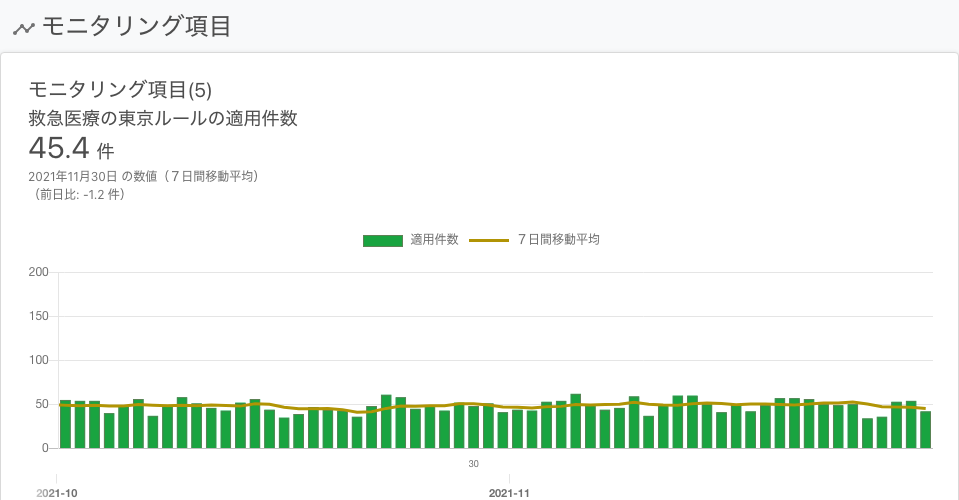 モニタリング項目
モニタリング項目(5)
救急医療の東京ルールの適用件数
45.4 件
2021年11月30日 の数値（７日間移動平均）
（前日比: -1.2 件）
適用件数 ７日間移動平均
200
150
100
50
0
30
2021-10 2021-11